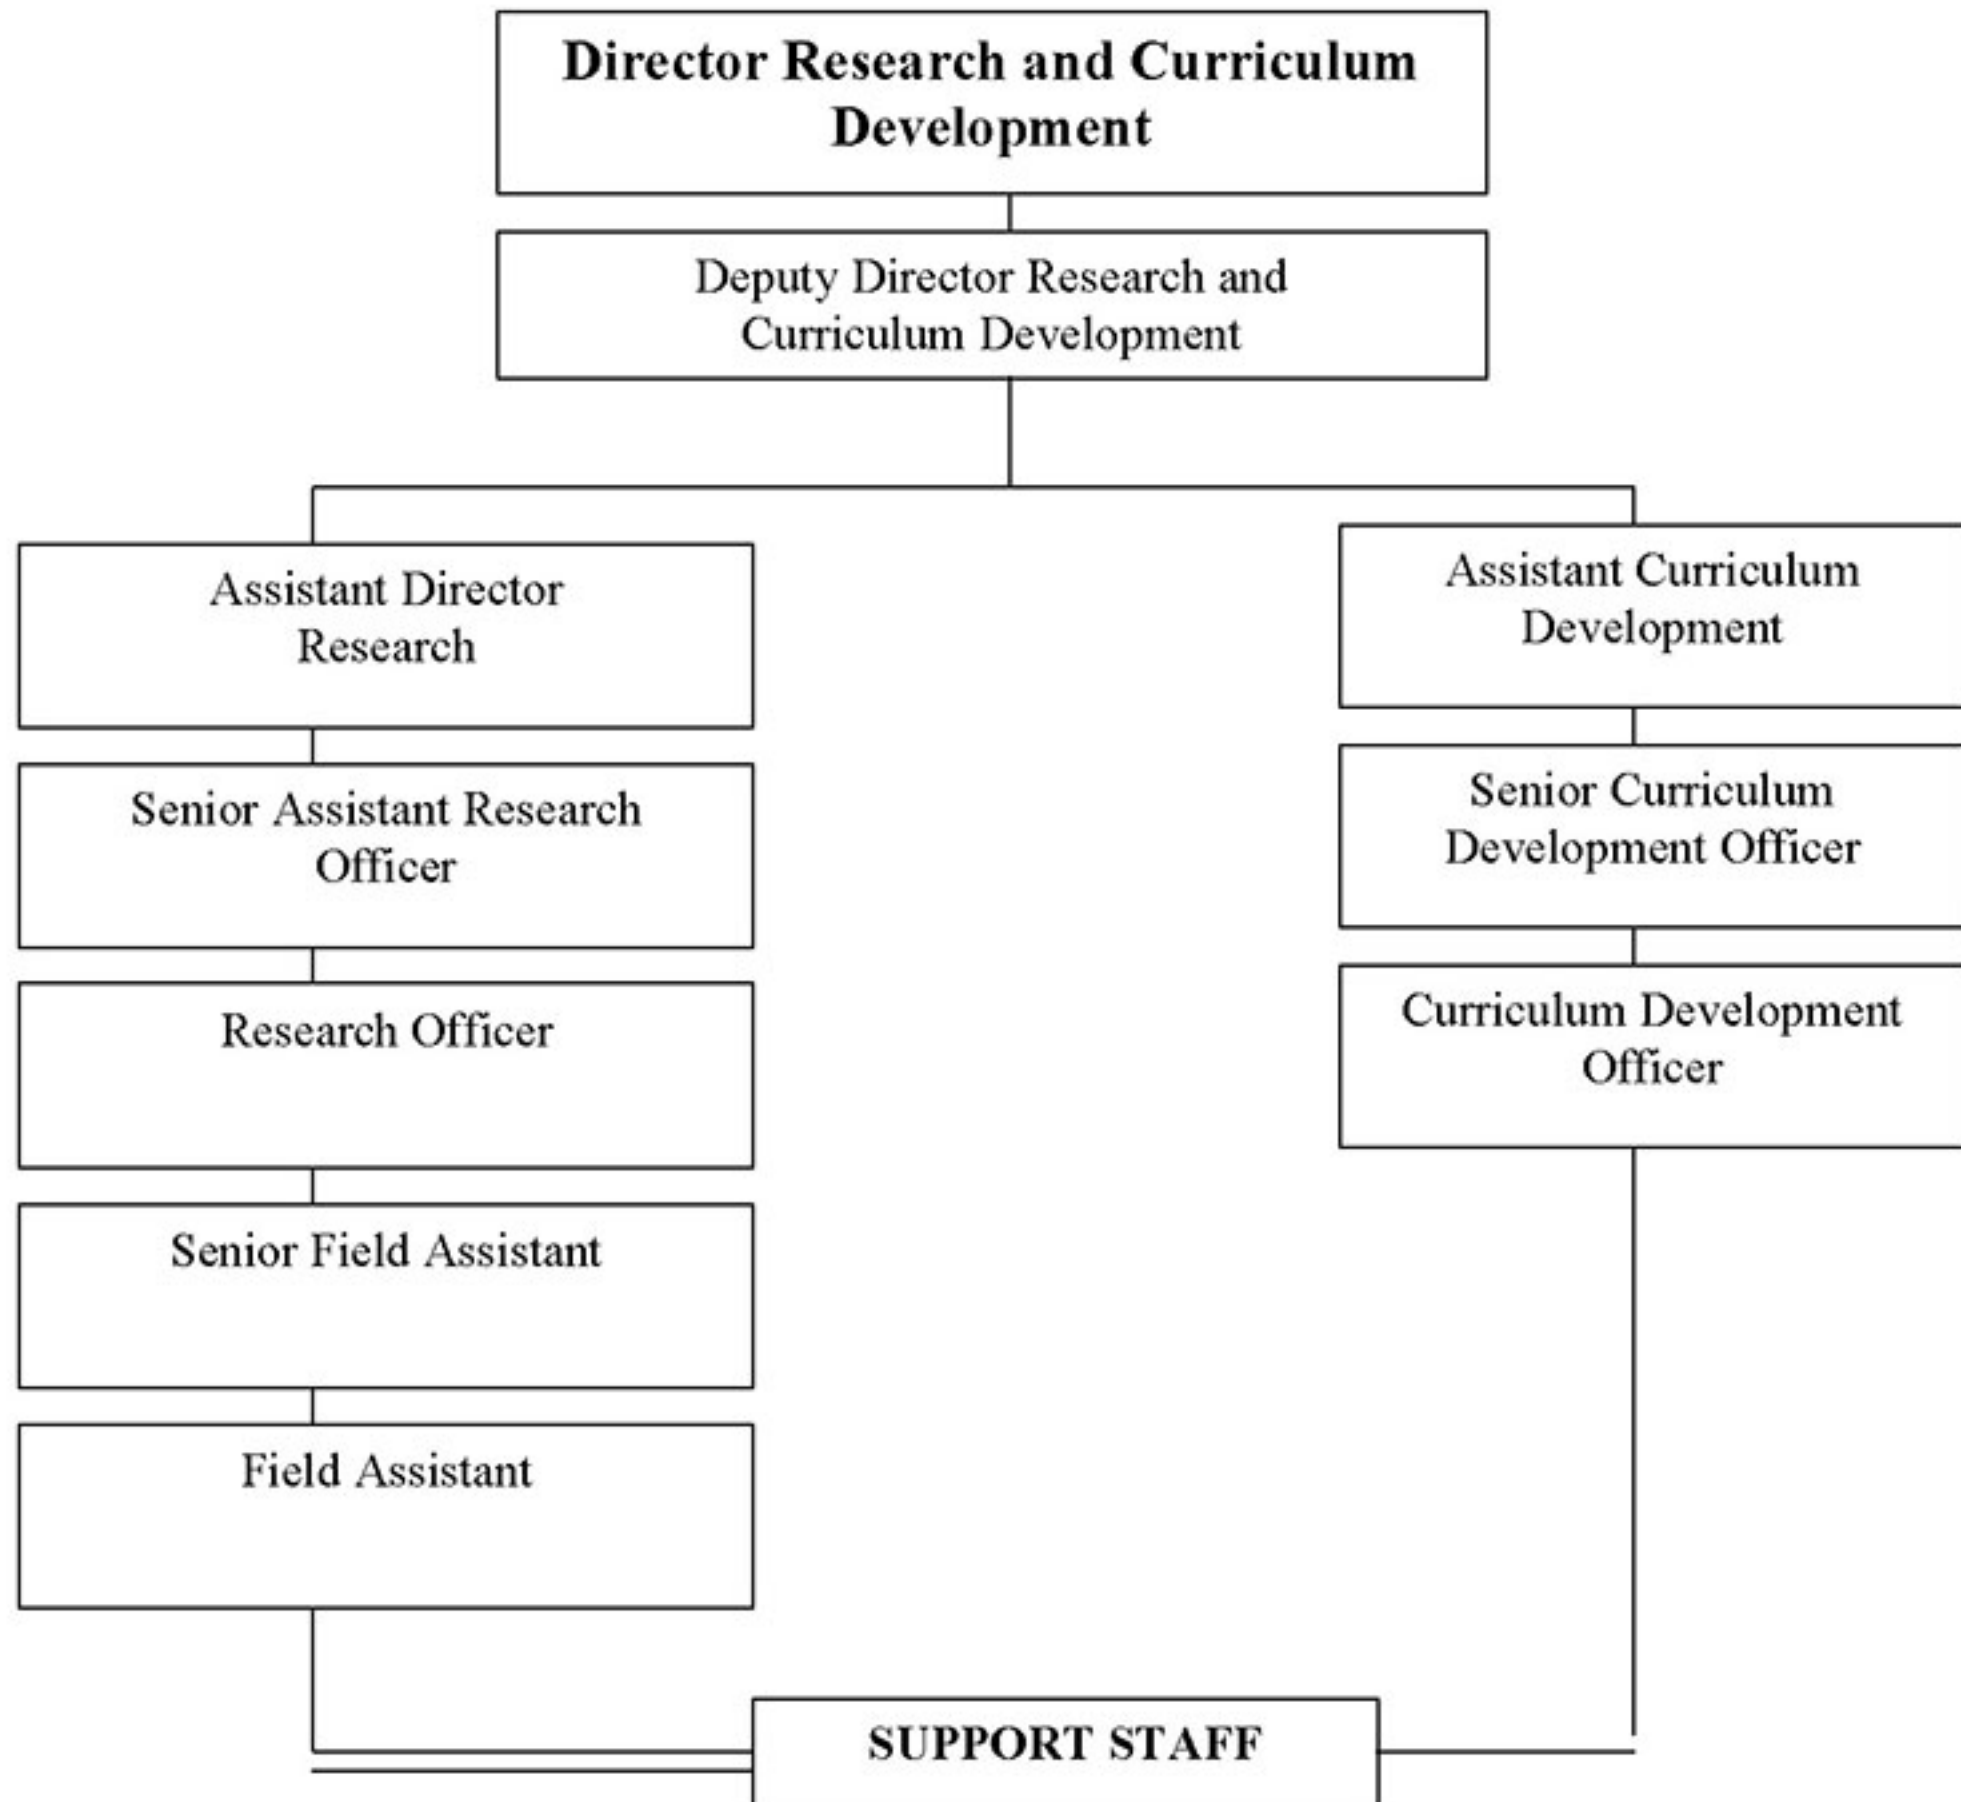 Director Research and Curriculum
Development
Deputy Director Research and
Curriculum Development
Assistant Director
Research
Senior Assistant Research
Officer
Research Officer
Senior Field Assistant
Field Assistant
Assistant Curriculum
Development
Senior Curriculum
Development Officer
Curriculum Development
Officer
SUPPORT STAFF